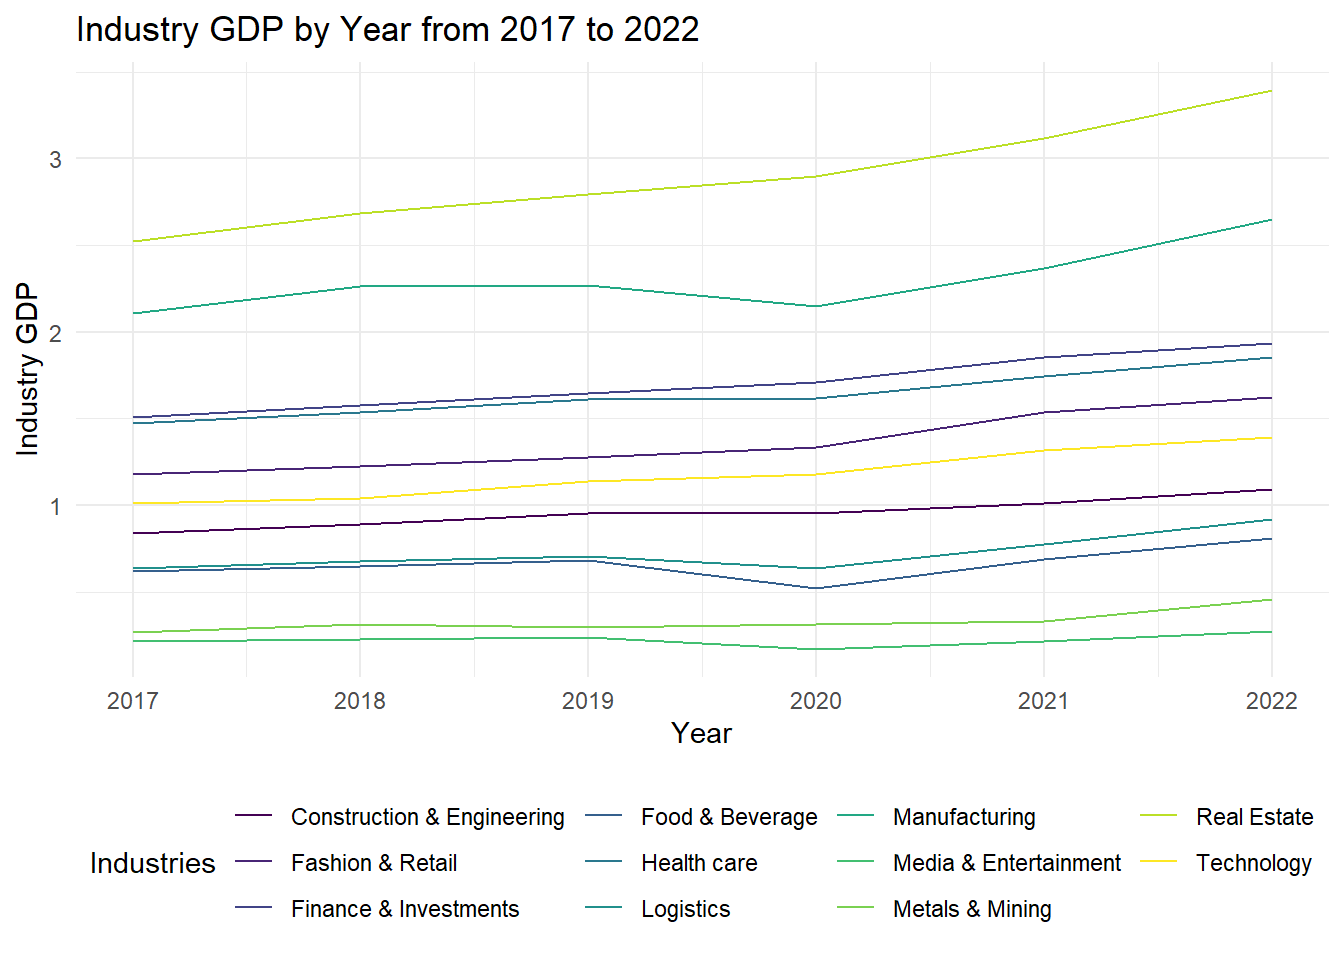 Industry GDP by Year from 2017 to 2022
3
2
1
Industry GDP
2017 2018 2019 2020 2021 2022
Year
Industries
Construction & Engineering Food & Beverage Manufacturing Real Estate
Fashion & Retail Health care Media & Entertainment Technology
Finance & Investments Logistics Metals & Mining